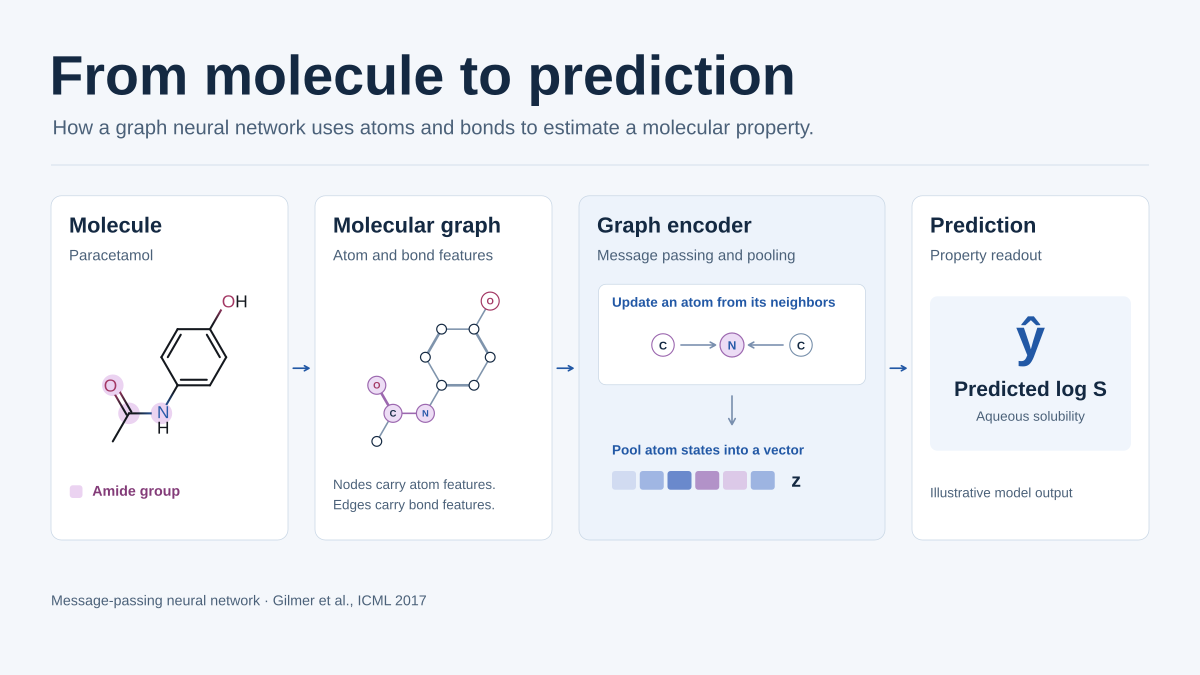 From molecule to prediction
How a graph neural network uses atoms and bonds to estimate a molecular property.
Molecule
Paracetamol
OH
O
N
H
Amide group
Molecular graph
Atom and bond features
O
O
C
N
Nodes carry atom features.
Edges carry bond features.
Graph encoder
Message passing and pooling
Update an atom from its neighbors
C N C
Pool atom states into a vector
z
Prediction
Property readout
ŷ
Predicted log S
Aqueous solubility
Illustrative model output
Message-passing neural network · Gilmer et al., ICML 2017